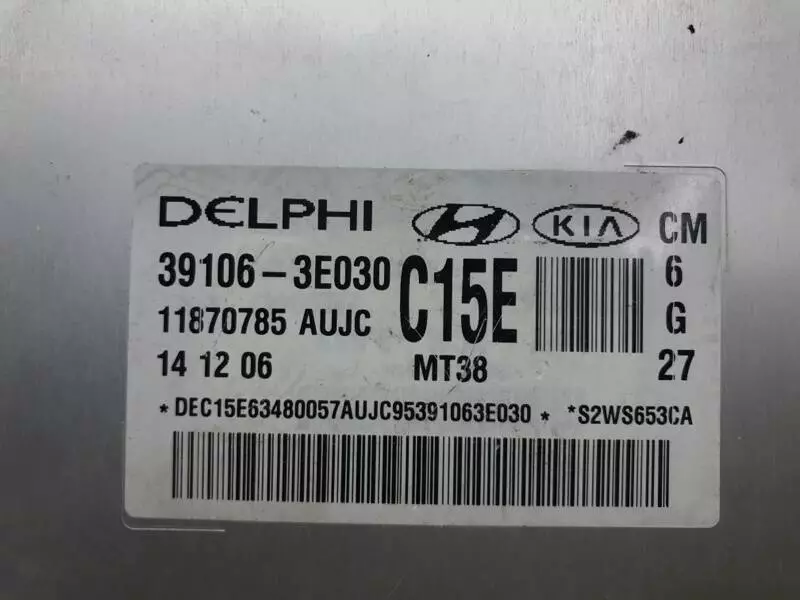 DELPHI H KIA CM
39106-3E030 C15E 6
11870785 AUJC G
14 12 06 MT38 27
*DEC15E63480057AUJC95391063E030* *S2WS653CA